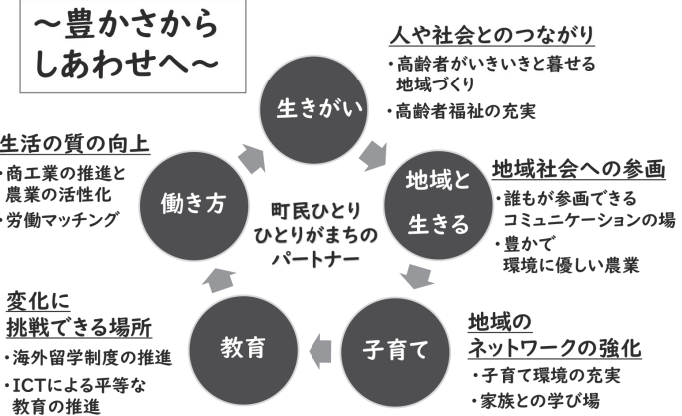 ～豊かさから
しあわせへ～
人や社会とのつながり
・高齢者がいきいきと暮せる
地域づくり
・高齢者福祉の充実
生きがい
地域社会への参画
・誰もが参画できる
コミュニケーションの場
・豊かで
環境に優しい農業
地域と
生きる
地域の
ネットワークの強化
・子育て環境の充実
・家族との学び場
子育て
教育
変化に
挑戦できる場所
・海外留学制度の推進
・ICTによる平等な
教育の推進
働き方
生活の質の向上
・商工業の推進と
農業の活性化
・労働マッチング
町民ひとり
ひとりがまちの
パートナー